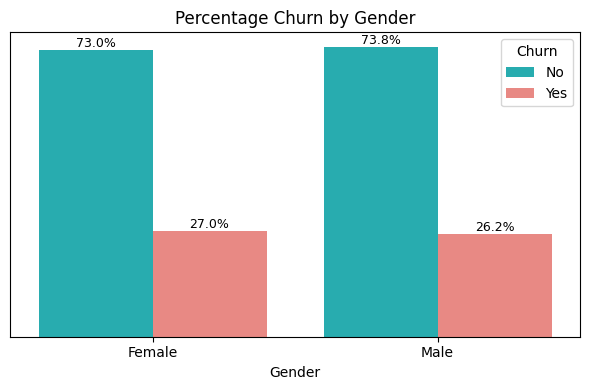 Percentage Churn by Gender
73.0%
73.8%
Churn
No
Yes
27.0%
26.2%
Female
Male
Gender